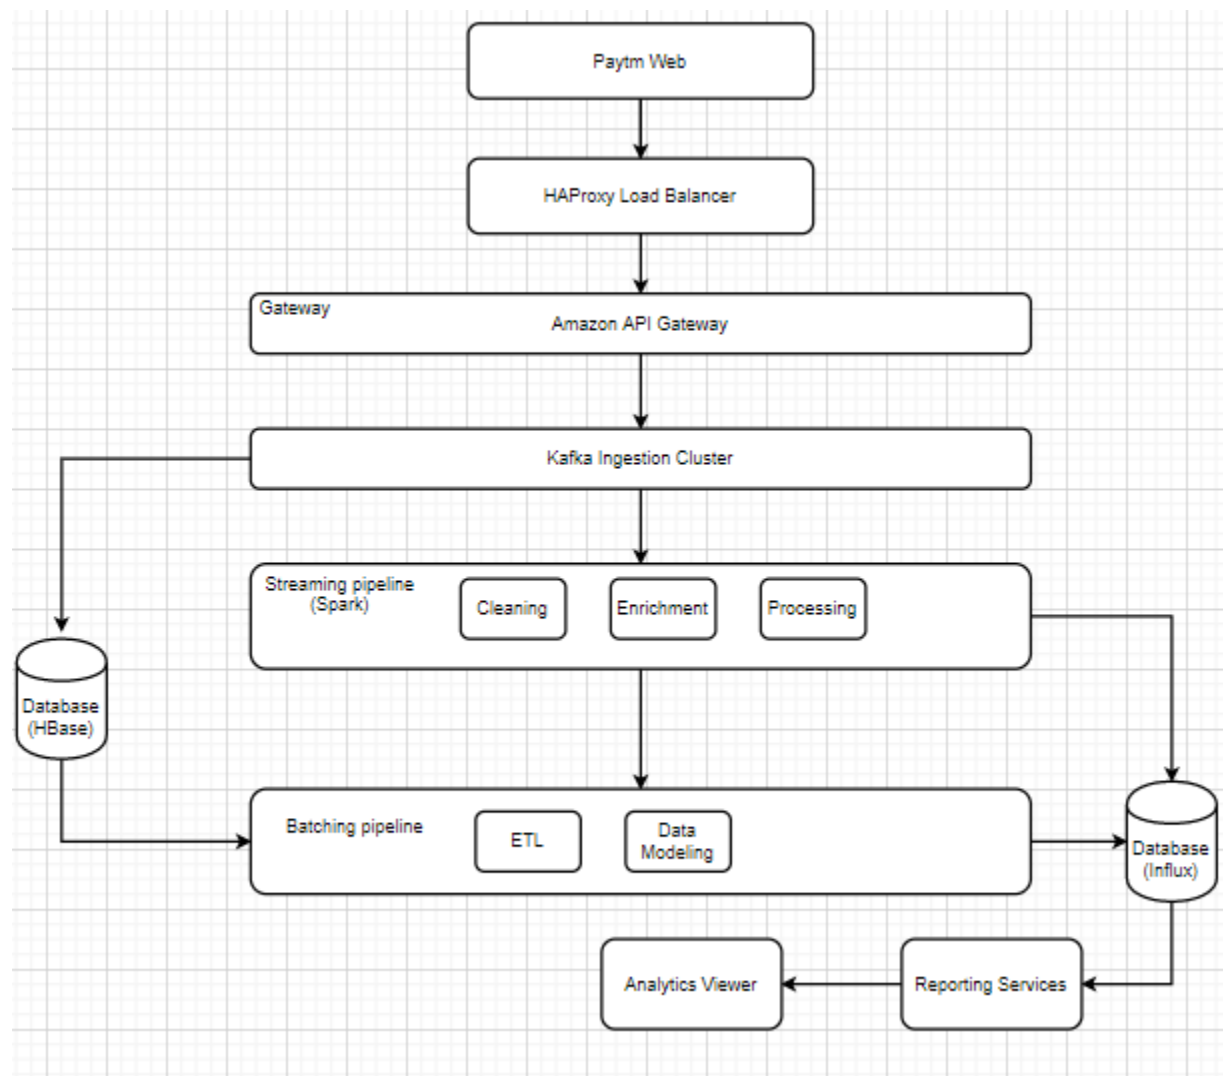 Paytm Web
HAProxy Load Balancer
Gateway
Amazon API Gateway
Kafka Ingestion Cluster
Streaming pipeline
(Spark)
Cleaning
Enrichment
Processing
Database
(HBase)
Batching pipeline
ETL
Data
Modeling
Database
(Influx)
Analytics Viewer
Reporting Services